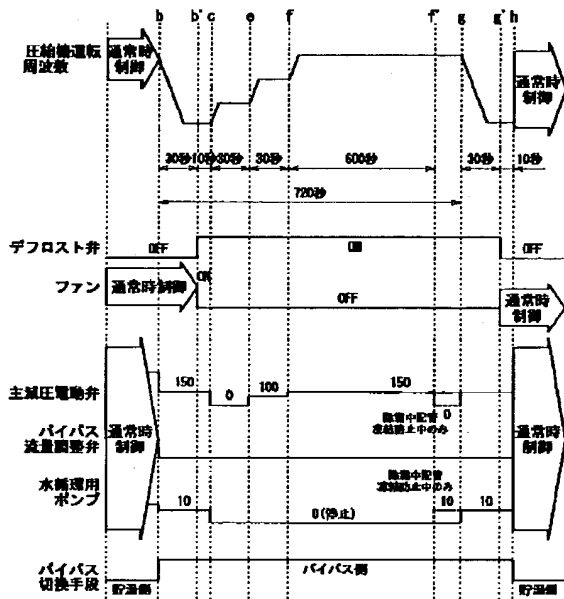 b b' c e f f' g g' h
圧縮機運転
周波数
通常時
制御
通常時
制御
30秒 10秒 30秒 30秒 600秒 30秒 10秒
720秒
デフロスト弁
OFF ON OFF
ファン
通常時制御
ON
OFF
通常時
制御
主減圧電動弁
150 0 100 150 0
除霜中配管
凍結防止中のみ
バイパス
流量調整弁
通常時
制御
通常時
制御
除霜中配管
凍結防止中のみ
水循環用
ポンプ
10 0(停止) 10 10
バイパス
切換手段
貯湯側 バイパス側 貯湯側